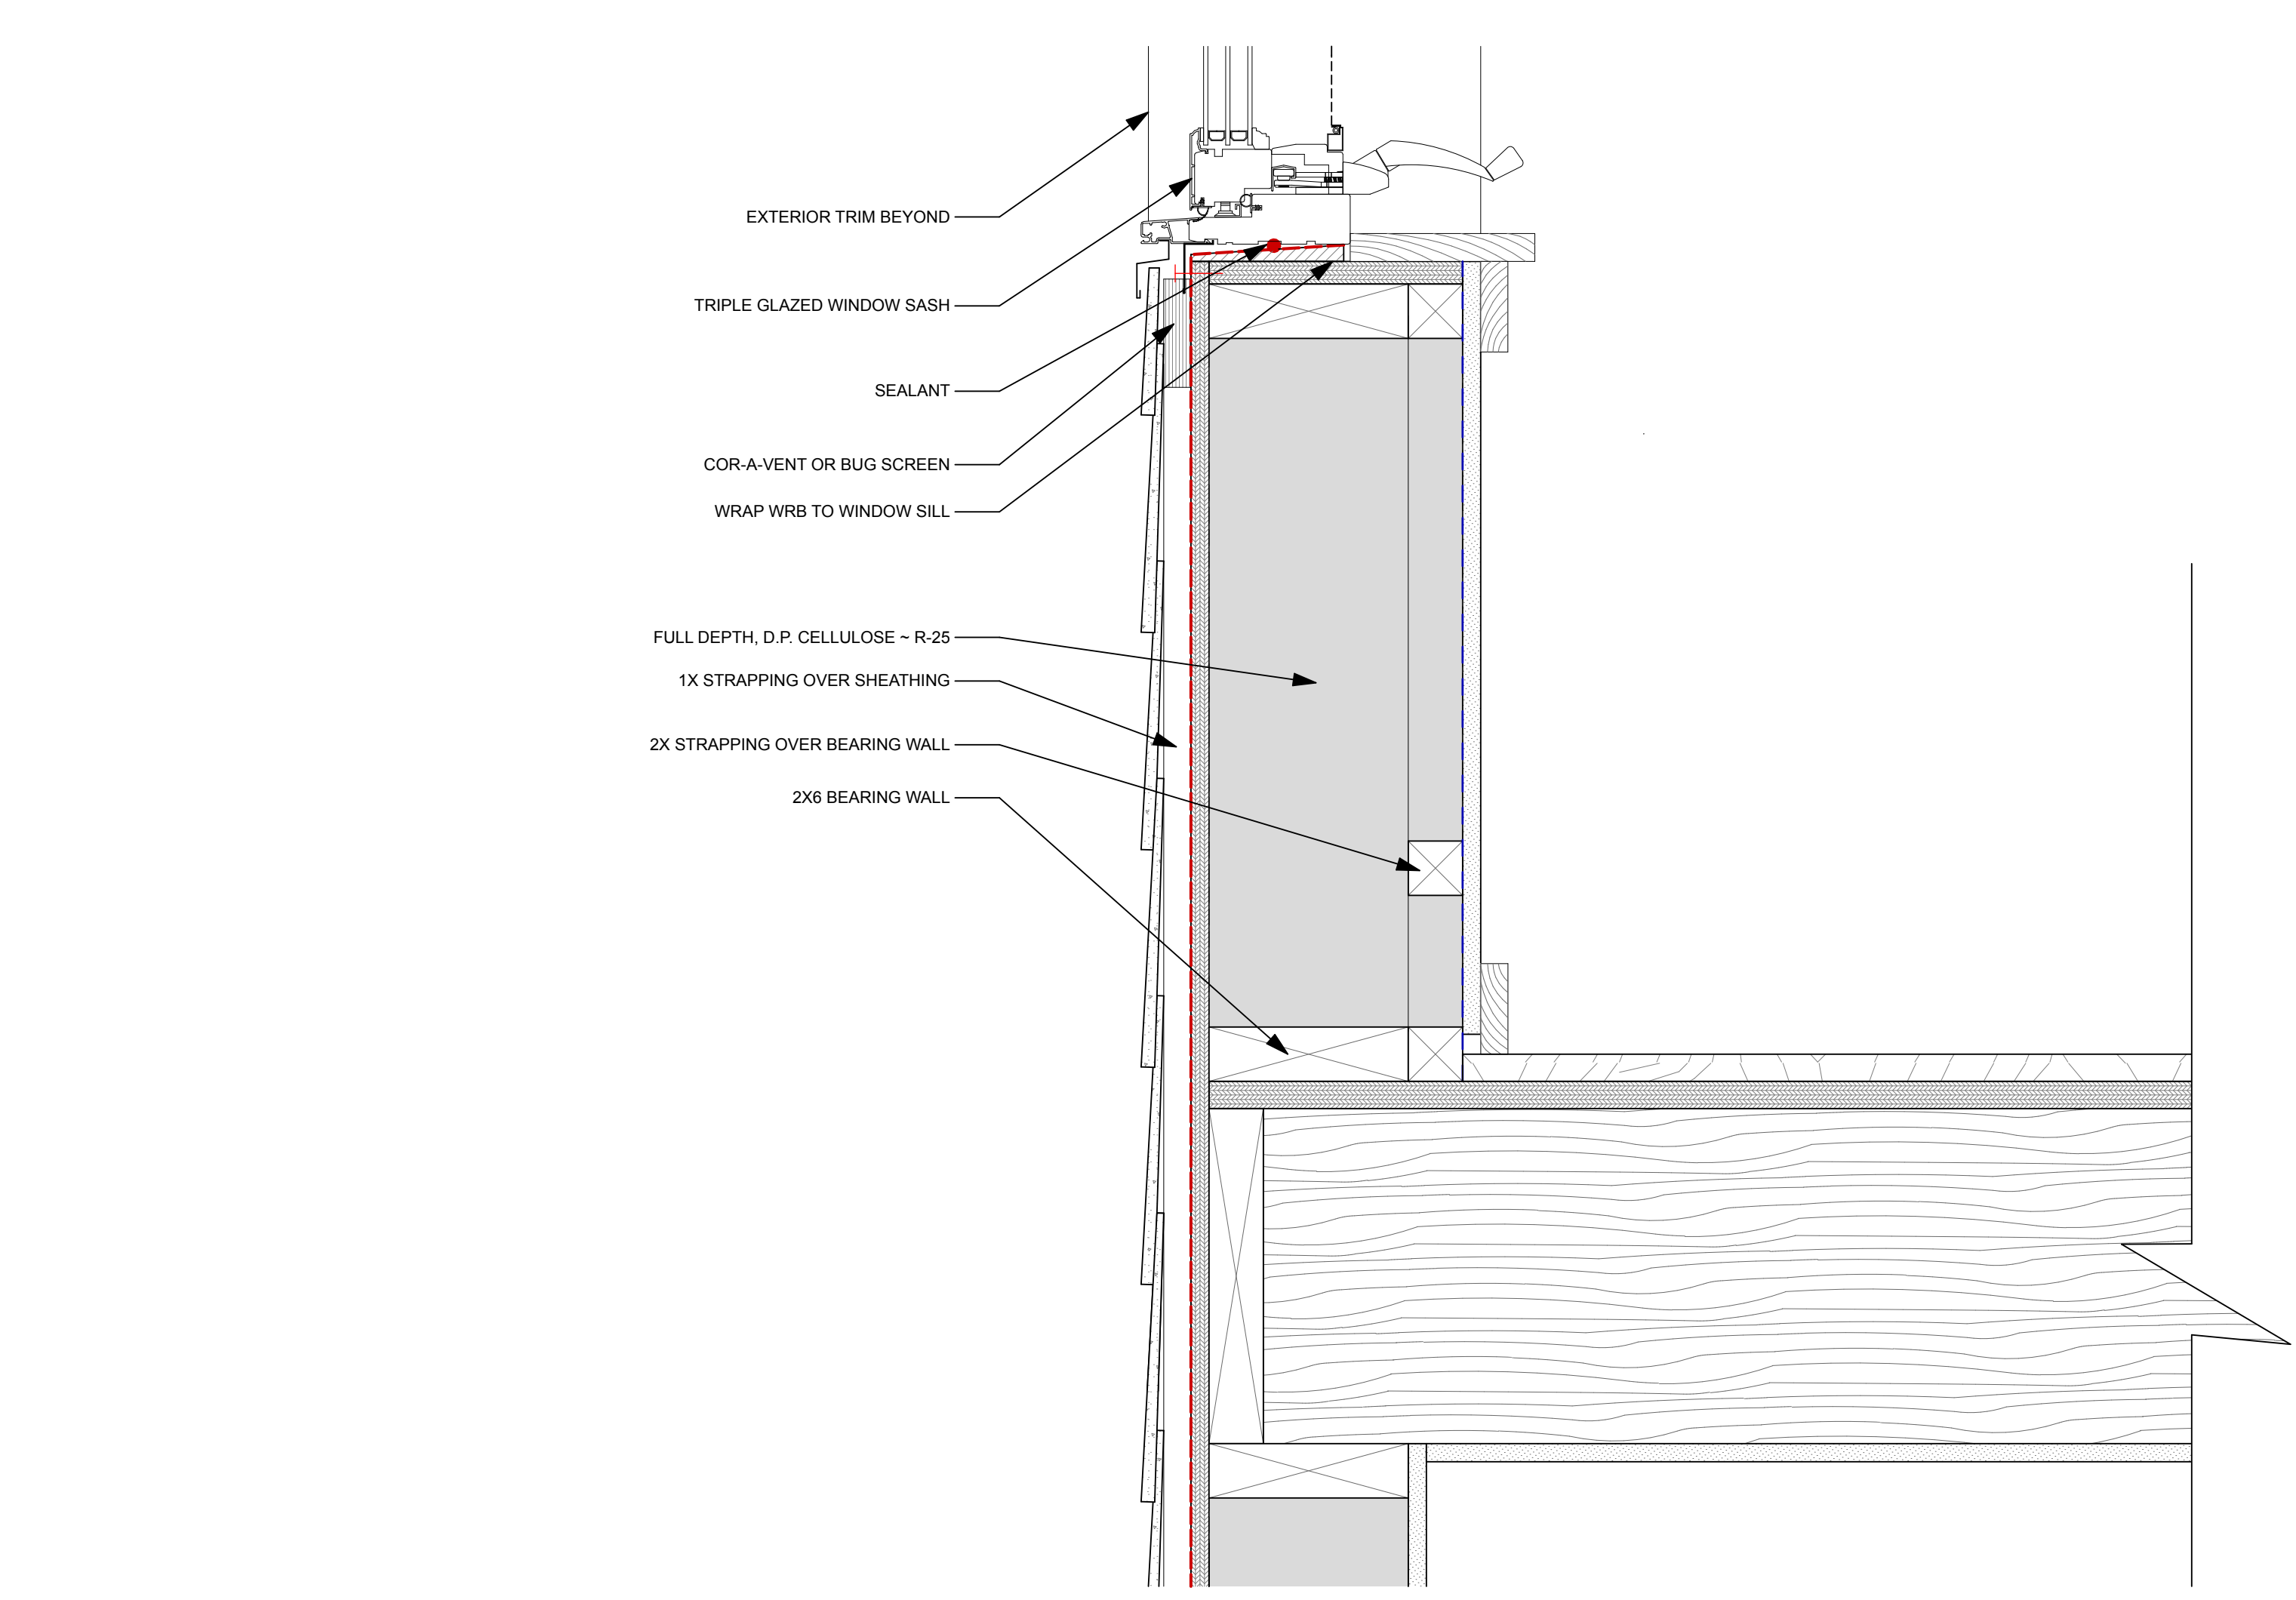 EXTERIOR TRIM BEYOND
TRIPLE GLAZED WINDOW SASH
SEALANT
COR-A-VENT OR BUG SCREEN
WRAP WRB TO WINDOW SILL
FULL DEPTH, D.P. CELLULOSE ~ R-25
1X STRAPPING OVER SHEATHING
2X STRAPPING OVER BEARING WALL
2X6 BEARING WALL